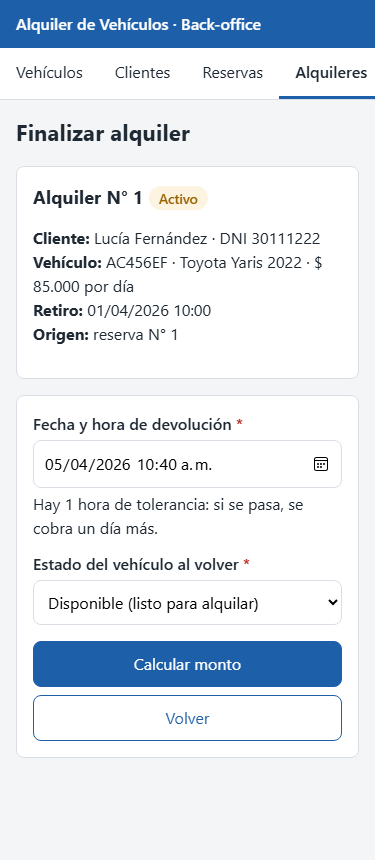 Alquiler de Vehículos · Back-office
Vehículos Clientes Reservas Alquileres
Finalizar alquiler
Alquiler N° 1 Activo
Cliente: Lucía Fernández · DNI 30111222
Vehículo: AC456EF · Toyota Yaris 2022 · $
85.000 por día
Retiro: 01/04/2026 10:00
Origen: reserva N° 1
Fecha y hora de devolución *
05/04/2026 10:40 a.m.
Hay 1 hora de tolerancia: si se pasa, se
cobra un día más.
Estado del vehículo al volver *
Disponible (listo para alquilar)
Calcular monto
Volver